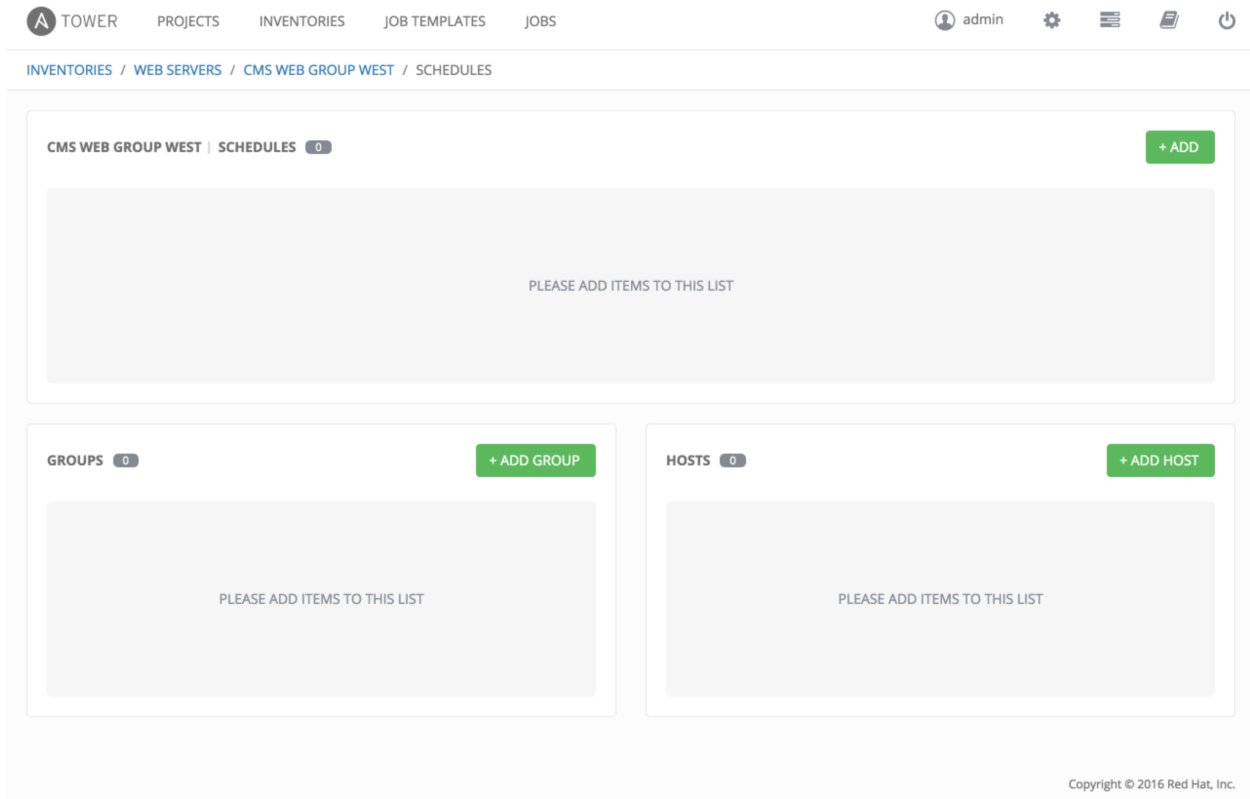 A TOWER PROJECTS INVENTORIES JOB TEMPLATES JOBS admin
INVENTORIES / WEB SERVERS / CMS WEB GROUP WEST / SCHEDULES
CMS WEB GROUP WEST | SCHEDULES 0 + ADD
PLEASE ADD ITEMS TO THIS LIST
GROUPS 0 + ADD GROUP
PLEASE ADD ITEMS TO THIS LIST
HOSTS 0 + ADD HOST
PLEASE ADD ITEMS TO THIS LIST
Copyright © 2016 Red Hat, Inc.